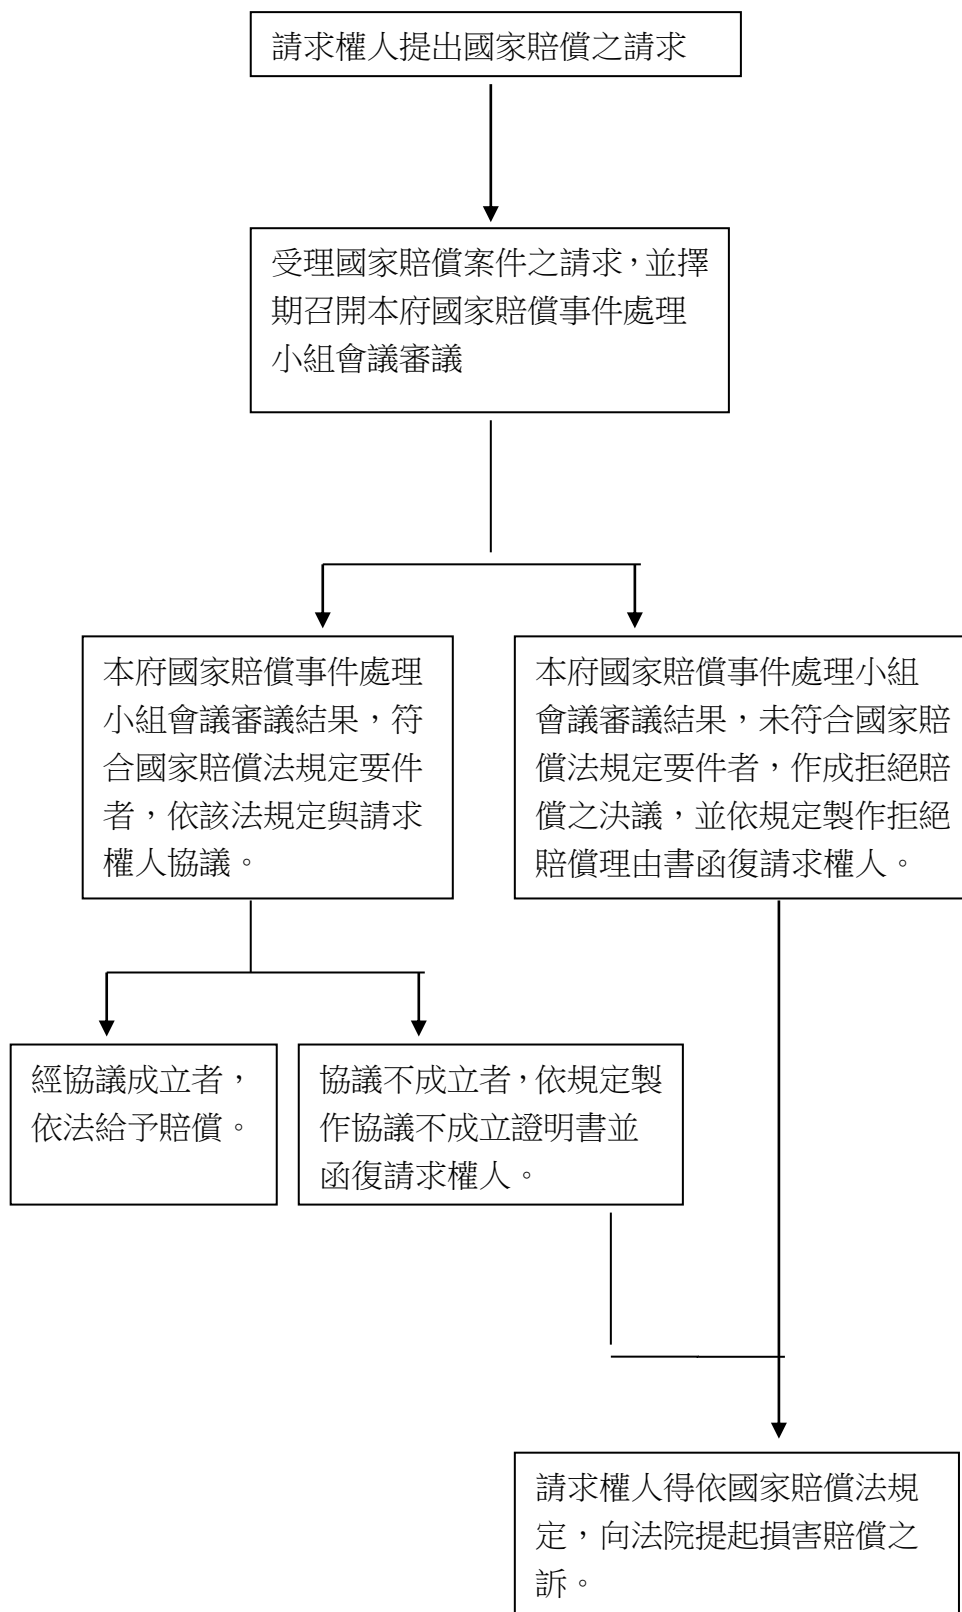 請求權人提出國家賠償之請求
受理國家賠償案件之請求，並擇
期召開本府國家賠償事件處理
小組會議審議
本府國家賠償事件處理
小組會議審議結果，符
合國家賠償法規定要件
者，依該法規定與請求
權人協議。
本府國家賠償事件處理小組
會議審議結果，未符合國家賠
償法規定要件者，作成拒絕賠
償之決議，並依規定製作拒絕
賠償理由書函復請求權人。
經協議成立者，
依法給予賠償。
協議不成立者，依規定製
作協議不成立證明書並
函復請求權人。
請求權人得依國家賠償法規
定，向法院提起損害賠償之
訴。